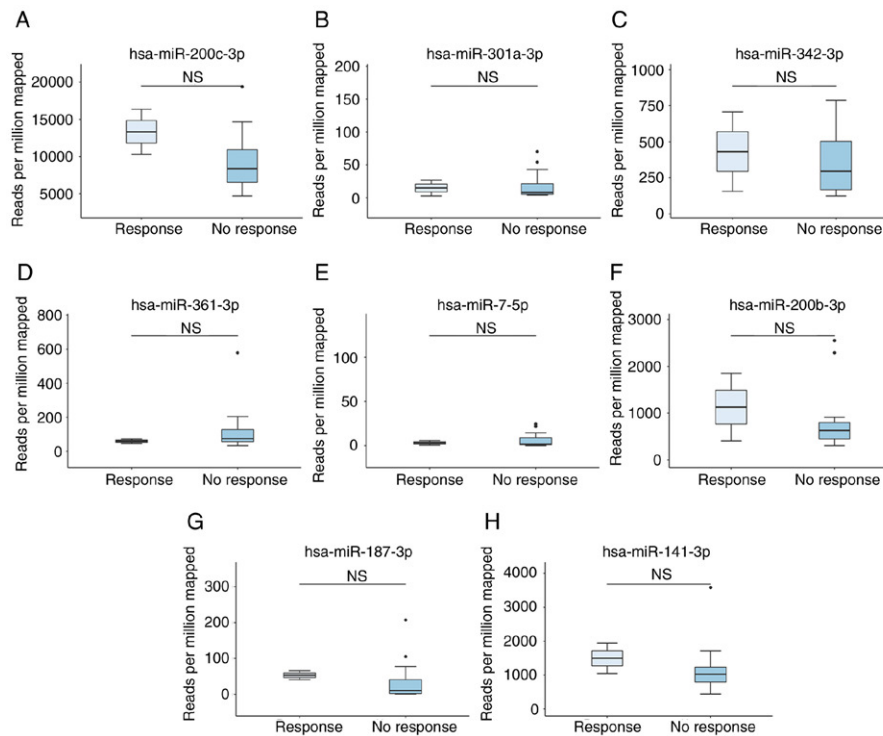 A
hsa-miR-200c-3p
NS
Reads per million mapped
20000
15000
10000
5000
Response
No response
B
hsa-miR-301a-3p
NS
Reads per million mapped
200
150
100
50
0
Response
No response
C
hsa-miR-342-3p
NS
Reads per million mapped
1000
750
500
250
0
Response
No response
D
hsa-miR-361-3p
NS
Reads per million mapped
800
600
400
200
0
Response
No response
E
hsa-miR-7-5p
NS
Reads per million mapped
100
50
0
Response
No response
F
hsa-miR-200b-3p
NS
Reads per million mapped
3000
2000
1000
0
Response
No response
G
hsa-miR-187-3p
NS
Reads per million mapped
300
200
100
0
Response
No response
H
hsa-miR-141-3p
NS
Reads per million mapped
4000
3000
2000
1000
0
Response
No response